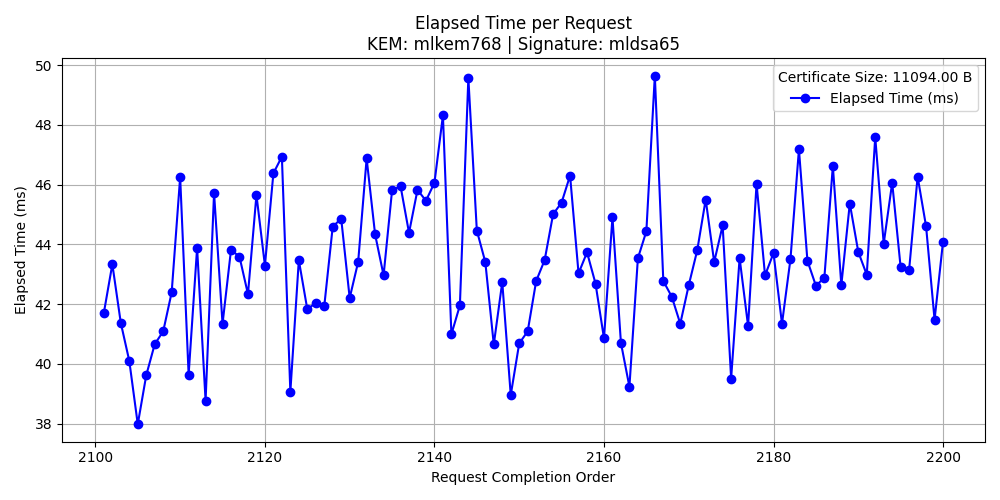 Elapsed Time per Request
KEM: mlkem768 | Signature: mldsa65
Certificate Size: 11094.00 B
Elapsed Time (ms)
Elapsed Time (ms)
50
48
46
44
42
40
38
2100 2120 2140 2160 2180 2200
Request Completion Order